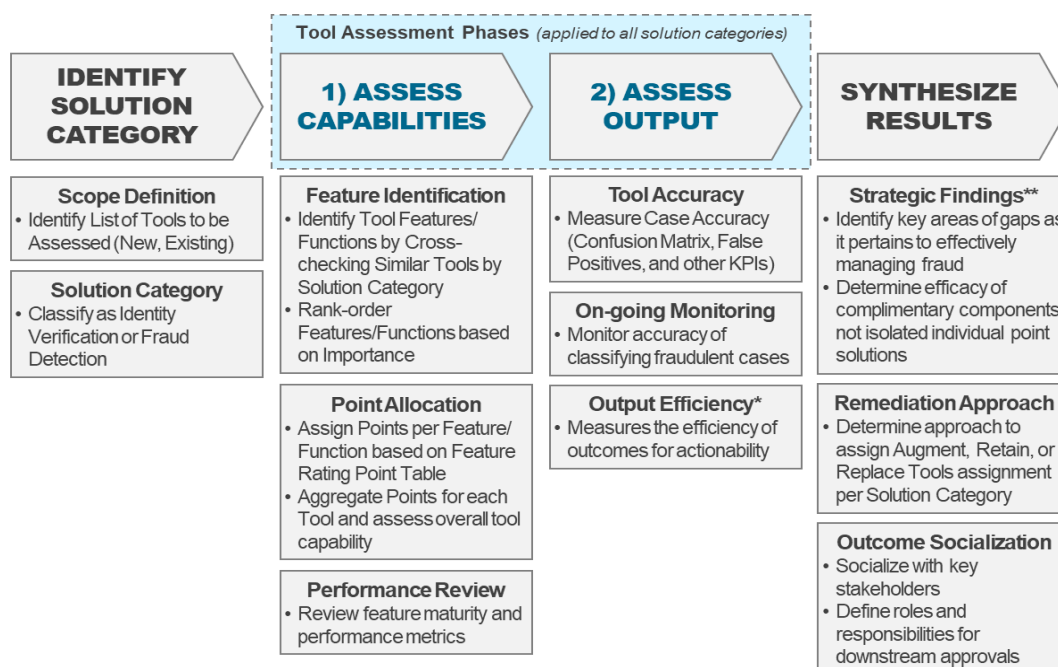 Tool Assessment Phases (applied to all solution categories)
IDENTIFY
SOLUTION
CATEGORY
1) ASSESS
CAPABILITIES
2) ASSESS
OUTPUT
SYNTHESIZE
RESULTS
Scope Definition
• Identify List of Tools to be
Assessed (New, Existing)
Solution Category
• Classify as Identity
Verification or Fraud
Detection
Feature Identification
• Identify Tool Features/
Functions by Cross-
checking Similar Tools by
Solution Category
• Rank-order
Features/Functions based
on Importance
Point Allocation
• Assign Points per Feature/
Function based on Feature
Rating Point Table
• Aggregate Points for each
Tool and assess overall tool
capability
Performance Review
• Review feature maturity and
performance metrics
Tool Accuracy
• Measure Case Accuracy
(Confusion Matrix, False
Positives, and other KPIs)
On-going Monitoring
• Monitor accuracy of
classifying fraudulent cases
Output Efficiency*
• Measures the efficiency of
outcomes for actionability
Strategic Findings**
• Identify key areas of gaps as
it pertains to effectively
managing fraud
• Determine efficacy of
complimentary components
not isolated individual point
solutions
Remediation Approach
• Determine approach to
assign Augment, Retain, or
Replace Tools assignment
per Solution Category
Outcome Socialization
• Socialize with key
stakeholders
• Define roles and
responsibilities for
downstream approvals